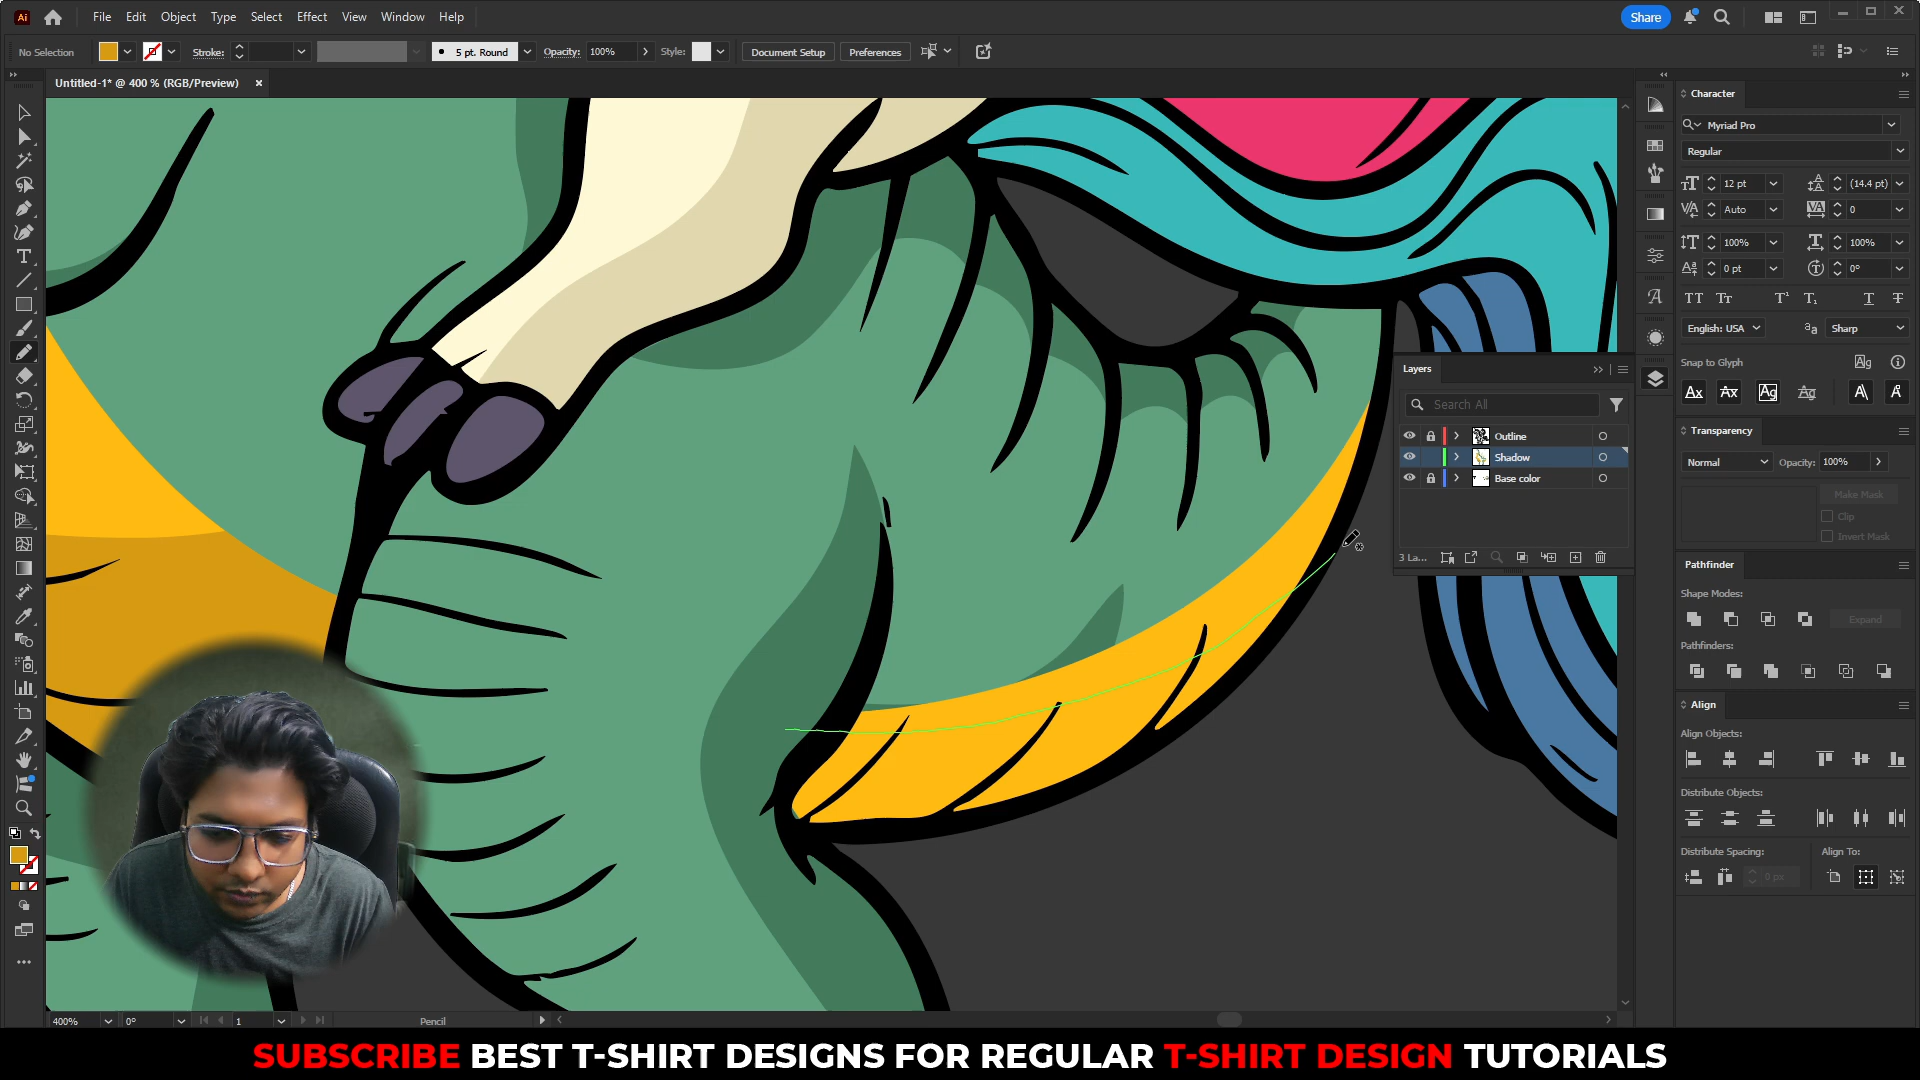 File Edit Object Type Select Effect View Window Help
Share
No Selection
Stroke:
5 pt. Round
Opacity: 100%
Style:
Document Setup
Preferences
Untitled-1* @ 400 % (RGB/Preview)
Character
Myriad Pro
Regular
12 pt (14.4 pt)
Auto 0
100% 100%
0 pt 0°
English: USA
Sharp
Snap to Glyph
Transparency
Normal
Opacity: 100%
Make Mask
Clip
Invert Mask
Pathfinder
Shape Modes:
Expand
Pathfinders:
Align
Align Objects:
Distribute Objects:
Distribute Spacing:
Align To:
0 px
Layers
Search All
Outline
Shadow
Base color
3 La...
400% 0° 1 Pencil
SUBSCRIBE BEST T-SHIRT DESIGNS FOR REGULAR T-SHIRT DESIGN TUTORIALS